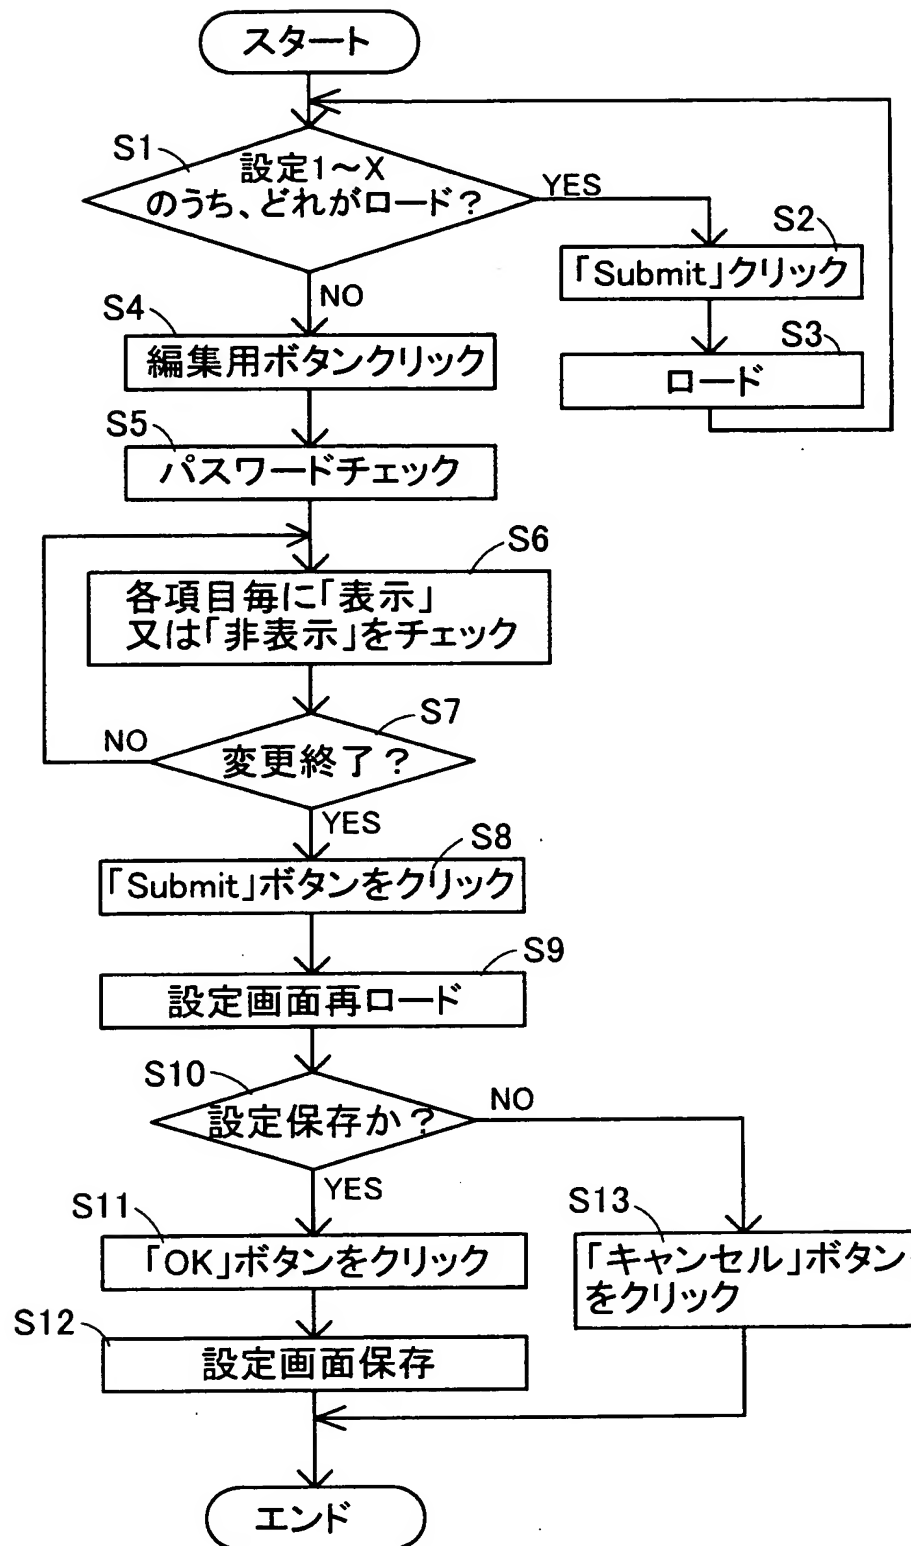 スタート
S1
設定1～X
のうち、どれがロード？
YES
S2
「Submit」クリック
S3
ロード
NO
S4
編集用ボタンクリック
S5
パスワードチェック
S6
各項目毎に「表示」
又は「非表示」をチェック
S7
NO
変更終了？
YES
S8
「Submit」ボタンをクリック
S9
設定画面再ロード
S10
設定保存か？
NO
YES
S11
「OK」ボタンをクリック
S13
「キャンセル」ボタン
をクリック
S12
設定画面保存
エンド